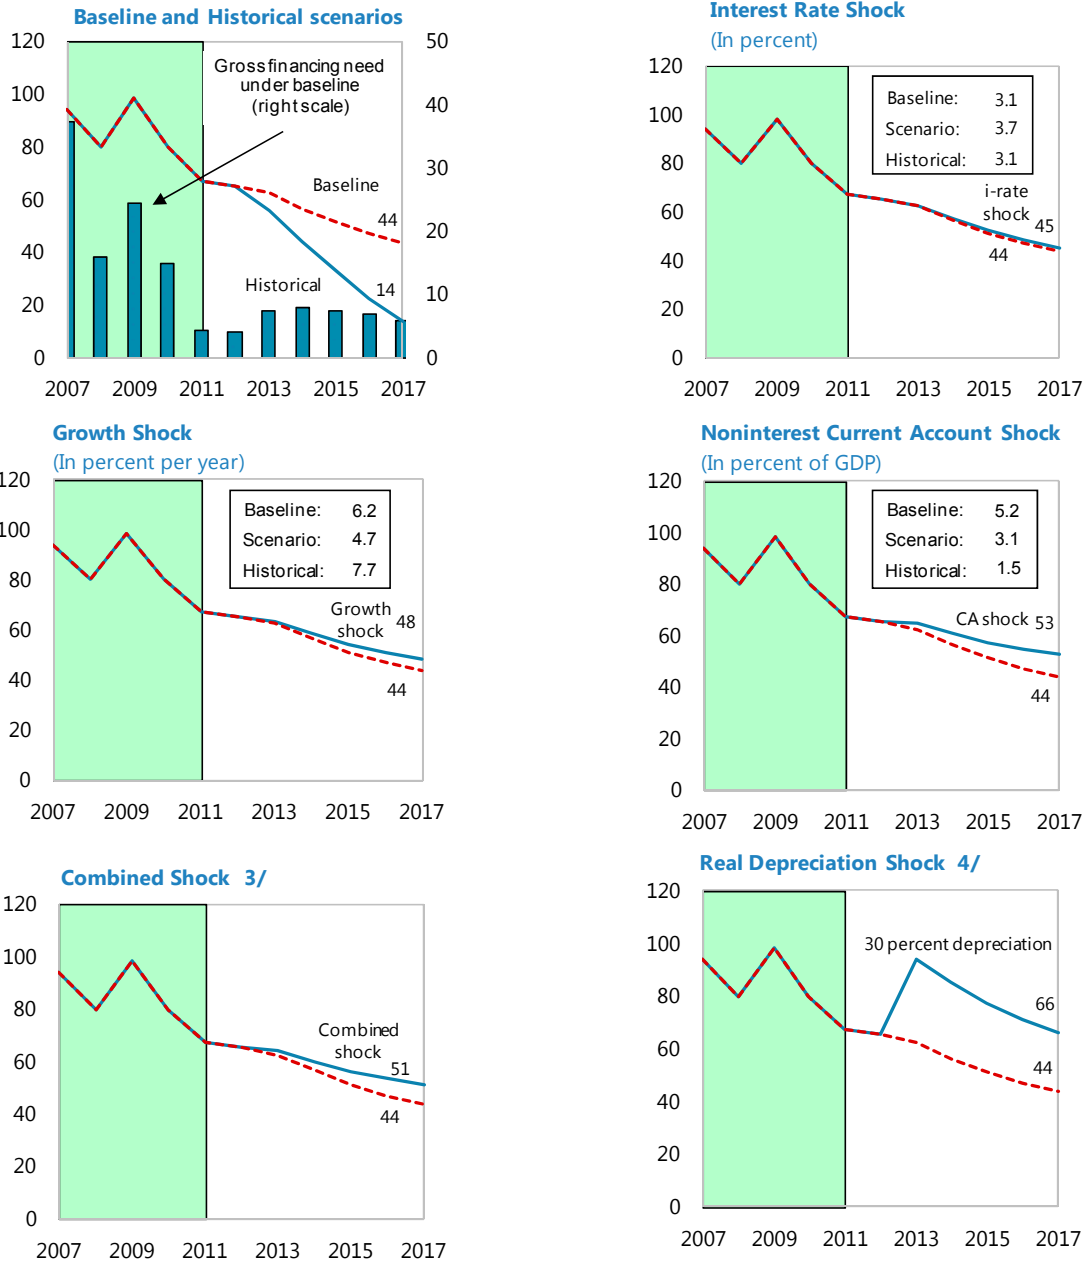 Baseline and Historical scenarios
120
100
80
60
40
20
0
50
40
30
20
10
0
Gross financing need
under baseline
(right scale)
Baseline
44
Historical
14
2007 2009 2011 2013 2015 2017
Interest Rate Shock
(In percent)
120
100
80
60
40
20
0
Baseline: 3.1
Scenario: 3.7
Historical: 3.1
i-rate
shock
45
44
2007 2009 2011 2013 2015 2017
Growth Shock
(In percent per year)
120
100
80
60
40
20
0
Baseline: 6.2
Scenario: 4.7
Historical: 7.7
Growth
shock
48
44
2007 2009 2011 2013 2015 2017
Noninterest Current Account Shock
(In percent of GDP)
120
100
80
60
40
20
0
Baseline: 5.2
Scenario: 3.1
Historical: 1.5
CA shock 53
44
2007 2009 2011 2013 2015 2017
Combined Shock 3/
120
100
80
60
40
20
0
Combined
shock
51
44
2007 2009 2011 2013 2015 2017
Real Depreciation Shock 4/
120
100
80
60
40
20
0
30 percent depreciation
66
44
2007 2009 2011 2013 2015 2017